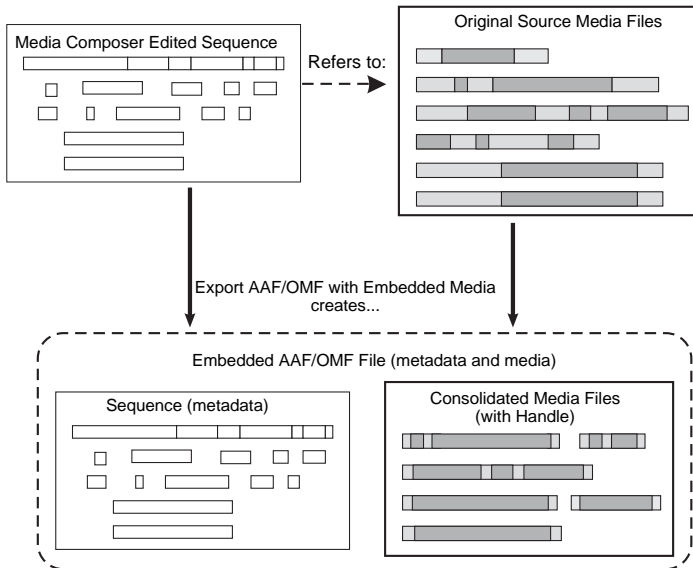 Media Composer Edited Sequence
Refers to:
Original Source Media Files
Export AAF/OMF with Embedded Media
creates...
Embedded AAF/OMF File (metadata and media)
Sequence (metadata)
Consolidated Media Files
(with Handle)